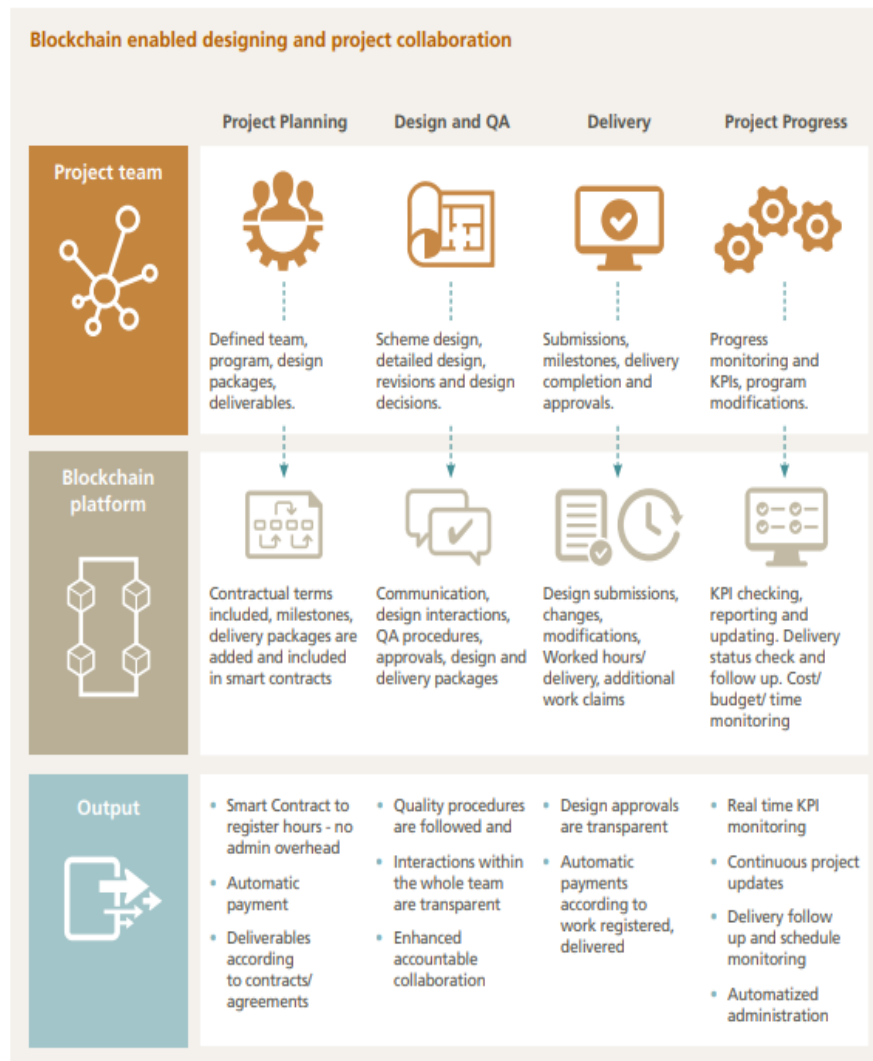 Blockchain enabled designing and project collaboration
Project Planning
Design and QA
Delivery
Project Progress
Project team
Defined team,
program, design
packages,
deliverables.
Scheme design,
detailed design,
revisions and design
decisions.
Submissions,
milestones, delivery
completion and
approvals.
Progress
monitoring and
KPIs, program
modifications.
Blockchain
platform
Contractual terms
included, milestones,
delivery packages are
added and included
in smart contracts
Communication,
design interactions,
QA procedures,
approvals, design and
delivery packages
Design submissions,
changes,
modifications,
Worked hours/
delivery, additional
work claims
KPI checking,
reporting and
updating. Delivery
status check and
follow up. Cost/
budget/ time
monitoring
Output
• Smart Contract to
register hours - no
admin overhead
• Automatic
payment
• Deliverables
according
to contracts/
agreements
• Quality procedures
are followed and
• Interactions within
the whole team
are transparent
• Enhanced
accountable
collaboration
• Design approvals
are transparent
• Automatic
payments
according to
work registered,
delivered
• Real time KPI
monitoring
• Continuous project
updates
• Delivery follow
up and schedule
monitoring
• Automatized
administration